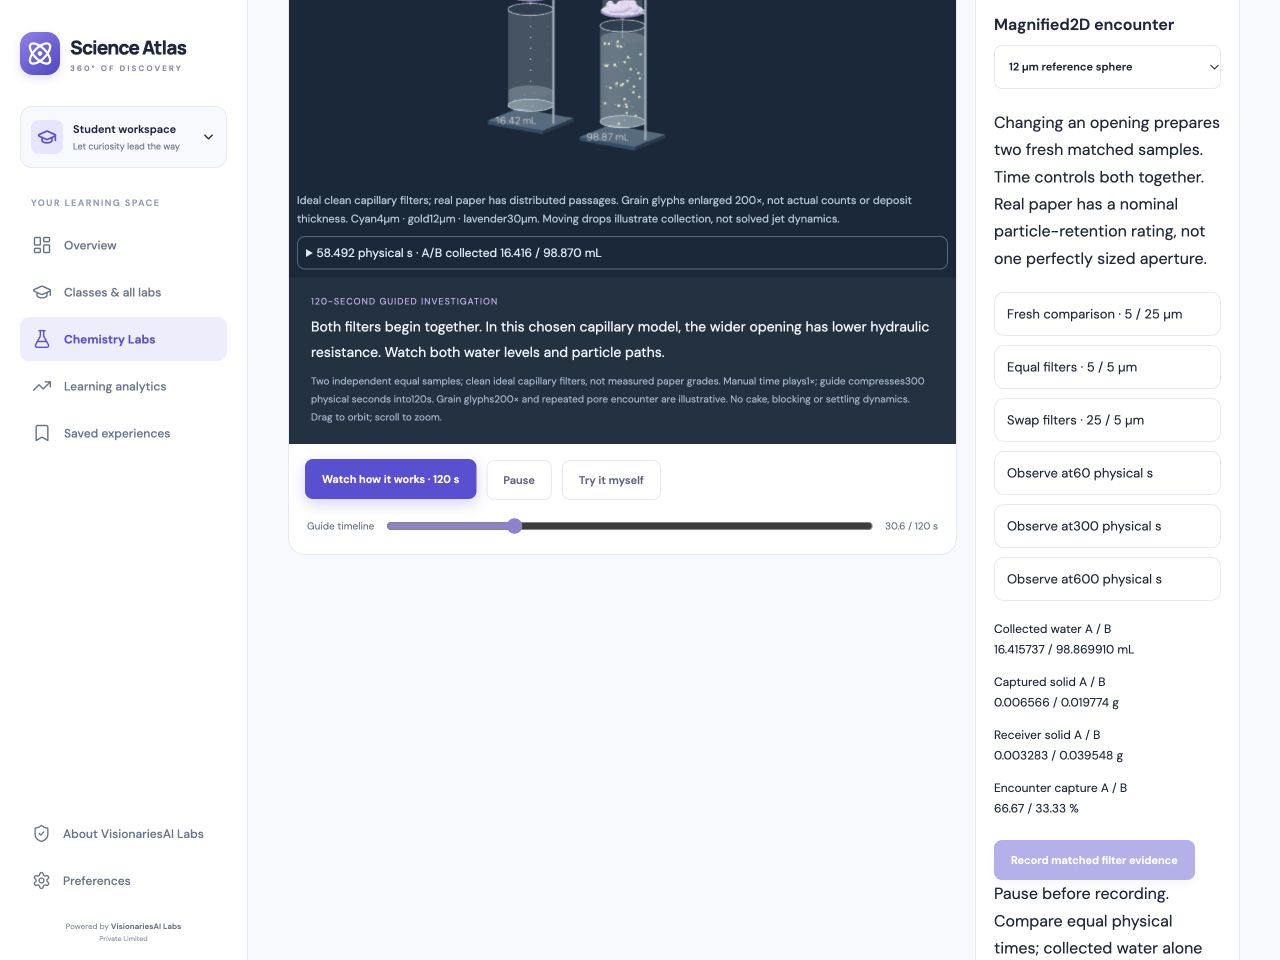 Science Atlas
360° OF DISCOVERY
Student workspace
Let curiosity lead the way
YOUR LEARNING SPACE
Overview
Classes & all labs
Chemistry Labs
Learning analytics
Saved experiences
About VisionariesAI Labs
Preferences
Powered by VisionariesAI Labs
Private Limited
16.42 mL
98.87 mL
Ideal clean capillary filters; real paper has distributed passages. Grain glyphs enlarged 200×, not actual counts or deposit
thickness. Cyan4µm · gold12µm · lavender30µm. Moving drops illustrate collection, not solved jet dynamics.
▶ 58.492 physical s · A/B collected 16.416 / 98.870 mL
120-SECOND GUIDED INVESTIGATION
Both filters begin together. In this chosen capillary model, the wider opening has lower hydraulic
resistance. Watch both water levels and particle paths.
Two independent equal samples; clean ideal capillary filters, not measured paper grades. Manual time plays1×; guide compresses300
physical seconds into120s. Grain glyphs200× and repeated pore encounter are illustrative. No cake, blocking or settling dynamics.
Drag to orbit; scroll to zoom.
Watch how it works · 120 s
Pause
Try it myself
Guide timeline
30.6 / 120 s
Magnified2D encounter
12 µm reference sphere
Changing an opening prepares
two fresh matched samples.
Time controls both together.
Real paper has a nominal
particle-retention rating, not
one perfectly sized aperture.
Fresh comparison · 5 / 25 µm
Equal filters · 5 / 5 µm
Swap filters · 25 / 5 µm
Observe at60 physical s
Observe at300 physical s
Observe at600 physical s
Collected water A / B
16.415737 / 98.869910 mL
Captured solid A / B
0.006566 / 0.019774 g
Receiver solid A / B
0.003283 / 0.039548 g
Encounter capture A / B
66.67 / 33.33 %
Record matched filter evidence
Pause before recording.
Compare equal physical
times; collected water alone